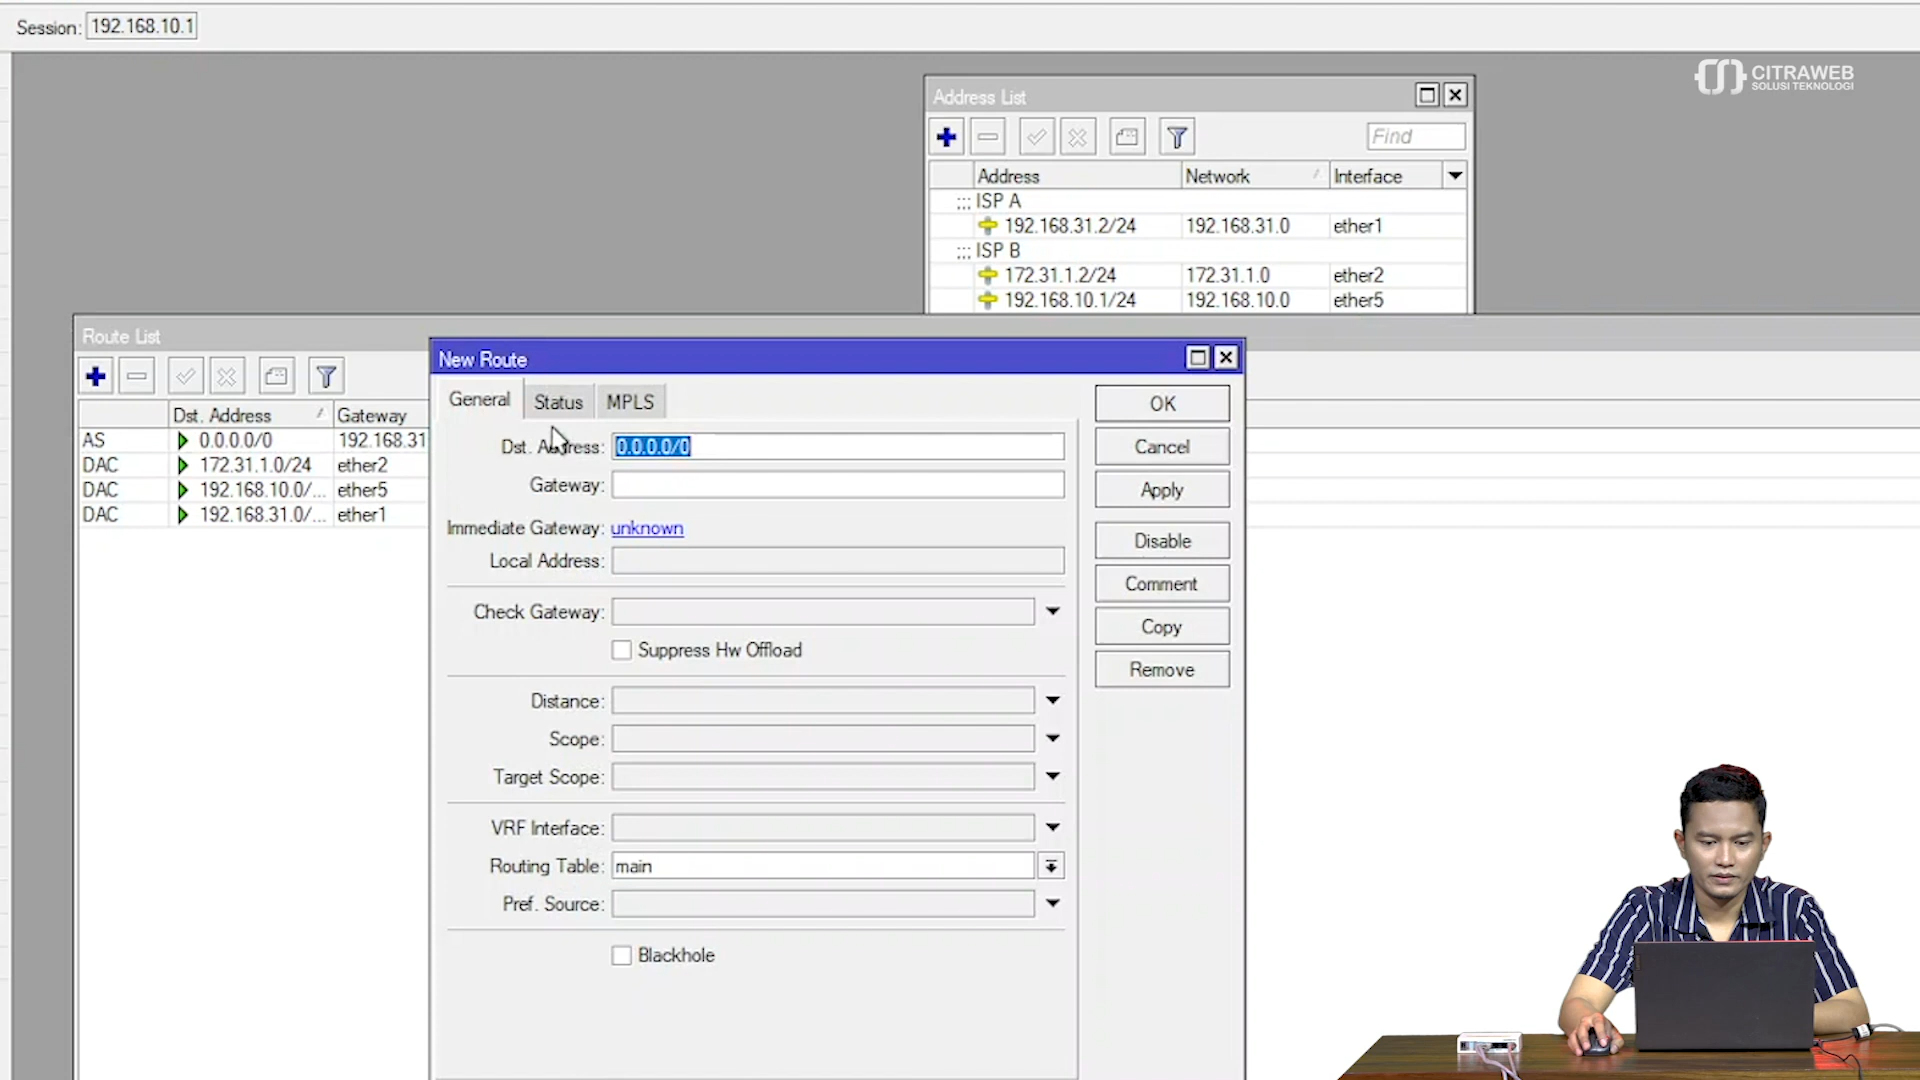 Session: 192.168.10.1
CITRAWEB
SOLUSI TEKNOLOGI
Address List
Find
Address Network Interface
::: ISP A
192.168.31.2/24 192.168.31.0 ether1
::: ISP B
172.31.1.2/24 172.31.1.0 ether2
192.168.10.1/24 192.168.10.0 ether5
Route List
Dst. Address Gateway
AS 0.0.0.0/0 192.168.31
DAC 172.31.1.0/24 ether2
DAC 192.168.10.0/... ether5
DAC 192.168.31.0/... ether1
New Route
General Status MPLS
Dst. Address: 0.0.0.0/0
Gateway:
Immediate Gateway: unknown
Local Address:
Check Gateway:
Suppress Hw Offload
Distance:
Scope:
Target Scope:
VRF Interface:
Routing Table: main
Pref. Source:
Blackhole
OK
Cancel
Apply
Disable
Comment
Copy
Remove